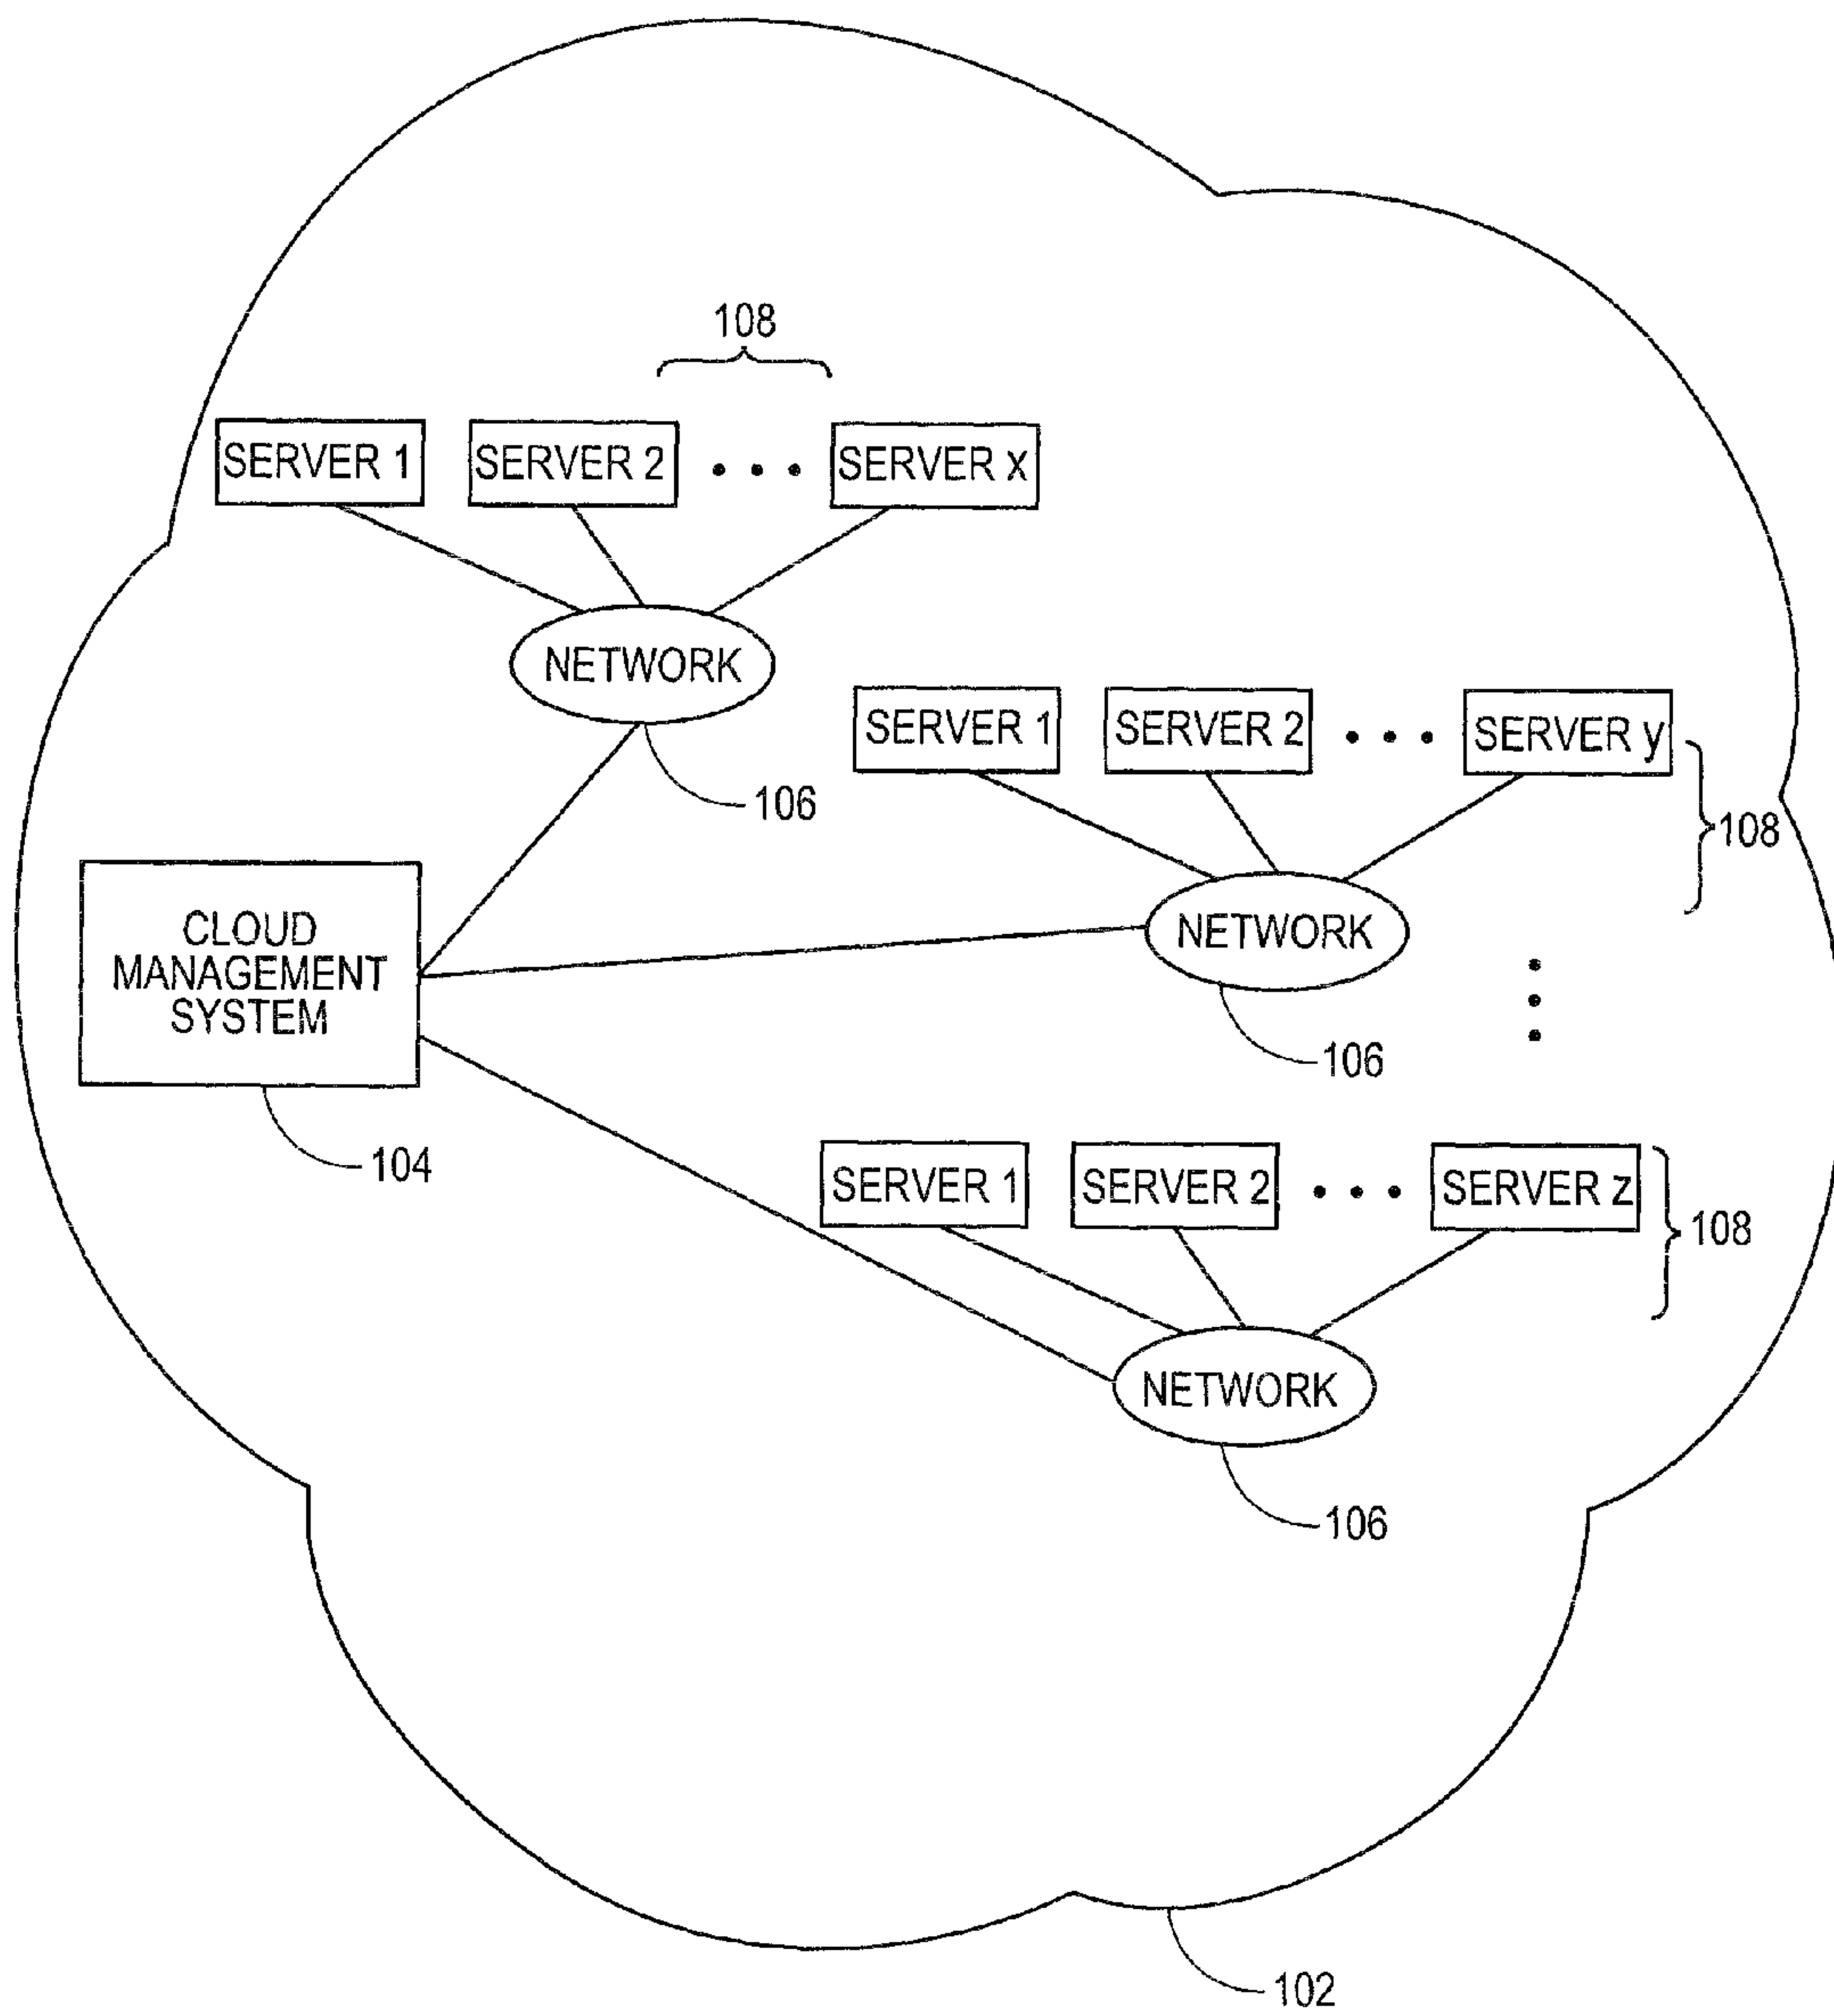 108
SERVER 1
SERVER 2
SERVER x
NETWORK
106
SERVER 1
SERVER 2
SERVER y
108
CLOUD
MANAGEMENT
SYSTEM
104
NETWORK
106
SERVER 1
SERVER 2
SERVER z
108
NETWORK
106
102